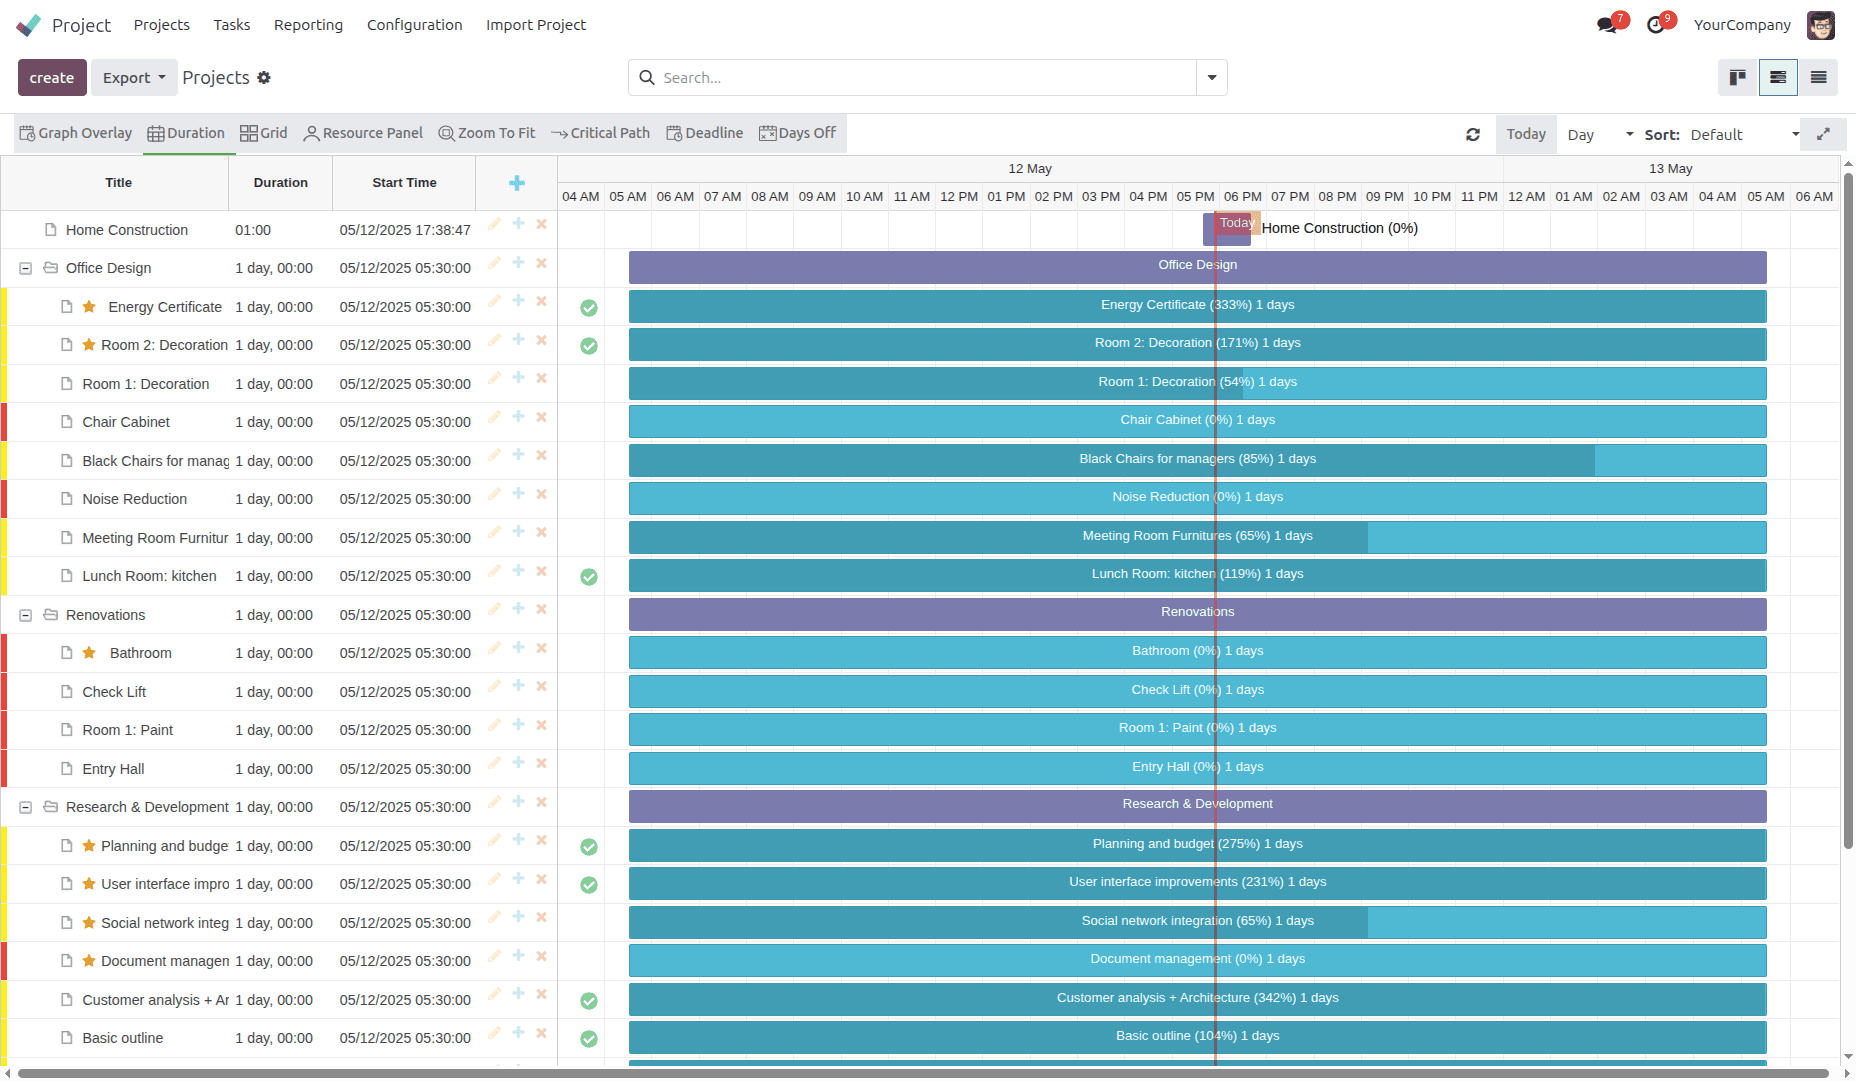 Project Projects Tasks Reporting Configuration Import Project 7 9 YourCompany
create Export Projects Search...
Graph Overlay Duration Grid Resource Panel Zoom To Fit Critical Path Deadline Days Off Today Day Sort: Default
Title Duration Start Time 12 May 13 May
04 AM 05 AM 06 AM 07 AM 08 AM 09 AM 10 AM 11 AM 12 PM 01 PM 02 PM 03 PM 04 PM 05 PM 06 PM 07 PM 08 PM 09 PM 10 PM 11 PM 12 AM 01 AM 02 AM 03 AM 04 AM 05 AM 06 AM
Home Construction 01:00 05/12/2025 17:38:47 Today Home Construction (0%)
Office Design 1 day, 00:00 05/12/2025 05:30:00 Office Design
Energy Certificate 1 day, 00:00 05/12/2025 05:30:00 Energy Certificate (333%) 1 days
Room 2: Decoration 1 day, 00:00 05/12/2025 05:30:00 Room 2: Decoration (171%) 1 days
Room 1: Decoration 1 day, 00:00 05/12/2025 05:30:00 Room 1: Decoration (54%) 1 days
Chair Cabinet 1 day, 00:00 05/12/2025 05:30:00 Chair Cabinet (0%) 1 days
Black Chairs for manag 1 day, 00:00 05/12/2025 05:30:00 Black Chairs for managers (85%) 1 days
Noise Reduction 1 day, 00:00 05/12/2025 05:30:00 Noise Reduction (0%) 1 days
Meeting Room Furnitur 1 day, 00:00 05/12/2025 05:30:00 Meeting Room Furnitures (65%) 1 days
Lunch Room: kitchen 1 day, 00:00 05/12/2025 05:30:00 Lunch Room: kitchen (119%) 1 days
Renovations 1 day, 00:00 05/12/2025 05:30:00 Renovations
Bathroom 1 day, 00:00 05/12/2025 05:30:00 Bathroom (0%) 1 days
Check Lift 1 day, 00:00 05/12/2025 05:30:00 Check Lift (0%) 1 days
Room 1: Paint 1 day, 00:00 05/12/2025 05:30:00 Room 1: Paint (0%) 1 days
Entry Hall 1 day, 00:00 05/12/2025 05:30:00 Entry Hall (0%) 1 days
Research & Development 1 day, 00:00 05/12/2025 05:30:00 Research & Development
Planning and budge 1 day, 00:00 05/12/2025 05:30:00 Planning and budget (275%) 1 days
User interface impro 1 day, 00:00 05/12/2025 05:30:00 User interface improvements (231%) 1 days
Social network integ 1 day, 00:00 05/12/2025 05:30:00 Social network integration (65%) 1 days
Document managem 1 day, 00:00 05/12/2025 05:30:00 Document management (0%) 1 days
Customer analysis + Ar 1 day, 00:00 05/12/2025 05:30:00 Customer analysis + Architecture (342%) 1 days
Basic outline 1 day, 00:00 05/12/2025 05:30:00 Basic outline (104%) 1 days